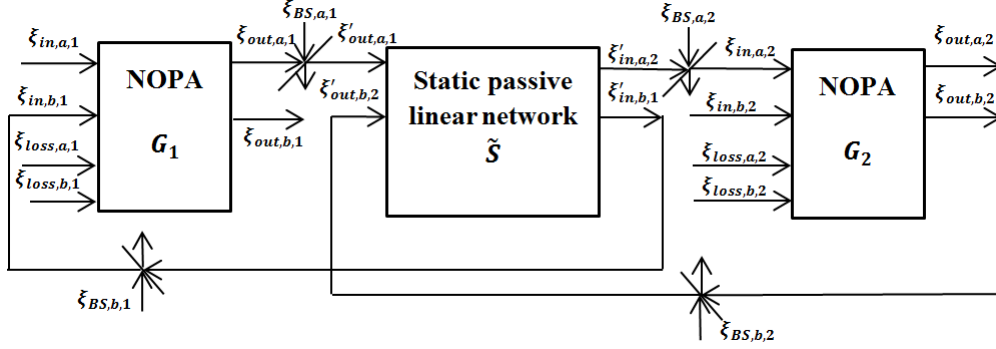 ξ_{BS,a,1}
ξ_{BS,a,2}
ξ_{in,a,1}
ξ_{out,a,1}
ξ'_{out,a,1}
ξ'_{in,a,2}
ξ_{in,a,2}
ξ_{out,a,2}
NOPA
G_1
ξ_{in,b,1}
ξ_{loss,a,1}
ξ_{loss,b,1}
ξ_{out,b,1}
ξ'_{out,b,2}
Static passive
linear network
S̃
ξ'_{in,b,1}
ξ_{in,b,2}
ξ_{loss,a,2}
ξ_{loss,b,2}
NOPA
G_2
ξ_{out,b,2}
ξ_{BS,b,1}
ξ_{BS,b,2}